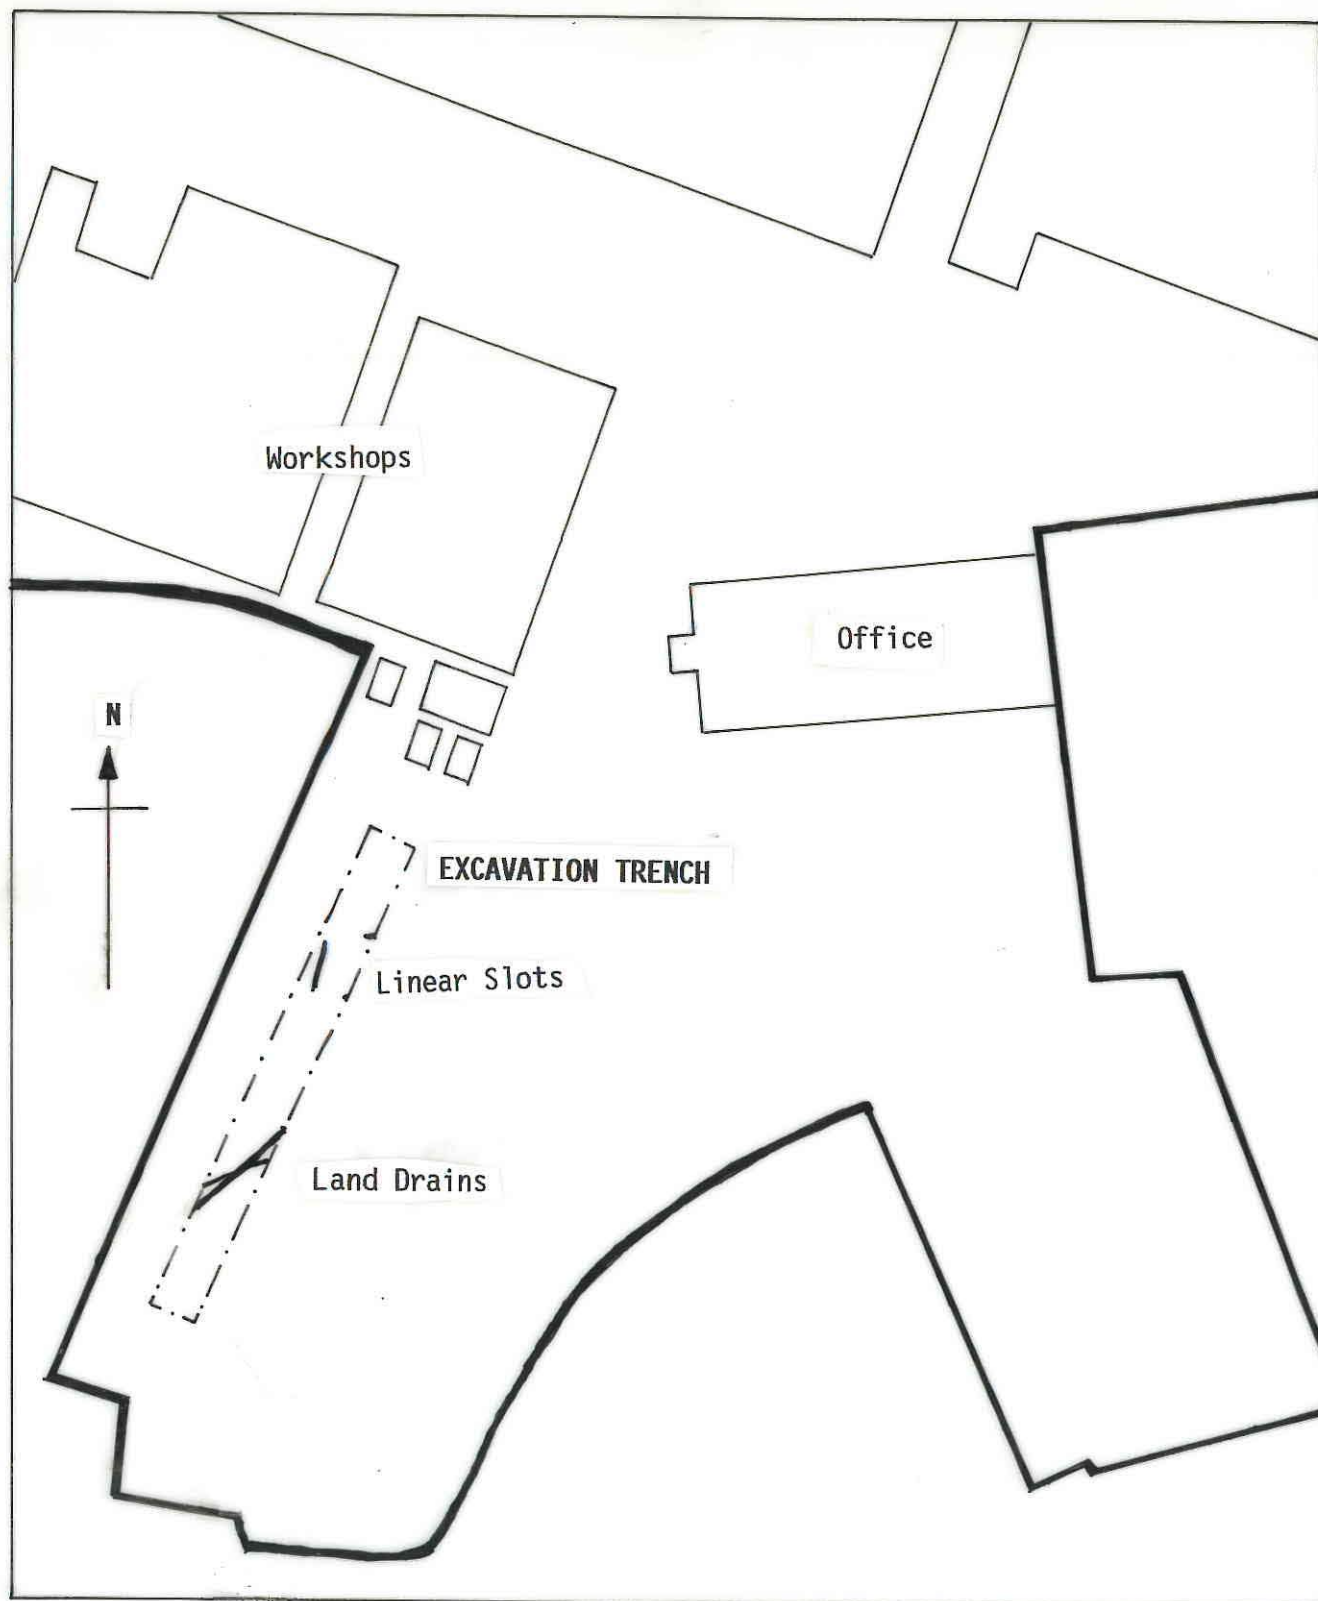 Workshops
Office
N
EXCAVATION TRENCH
Linear Slots
Land Drains